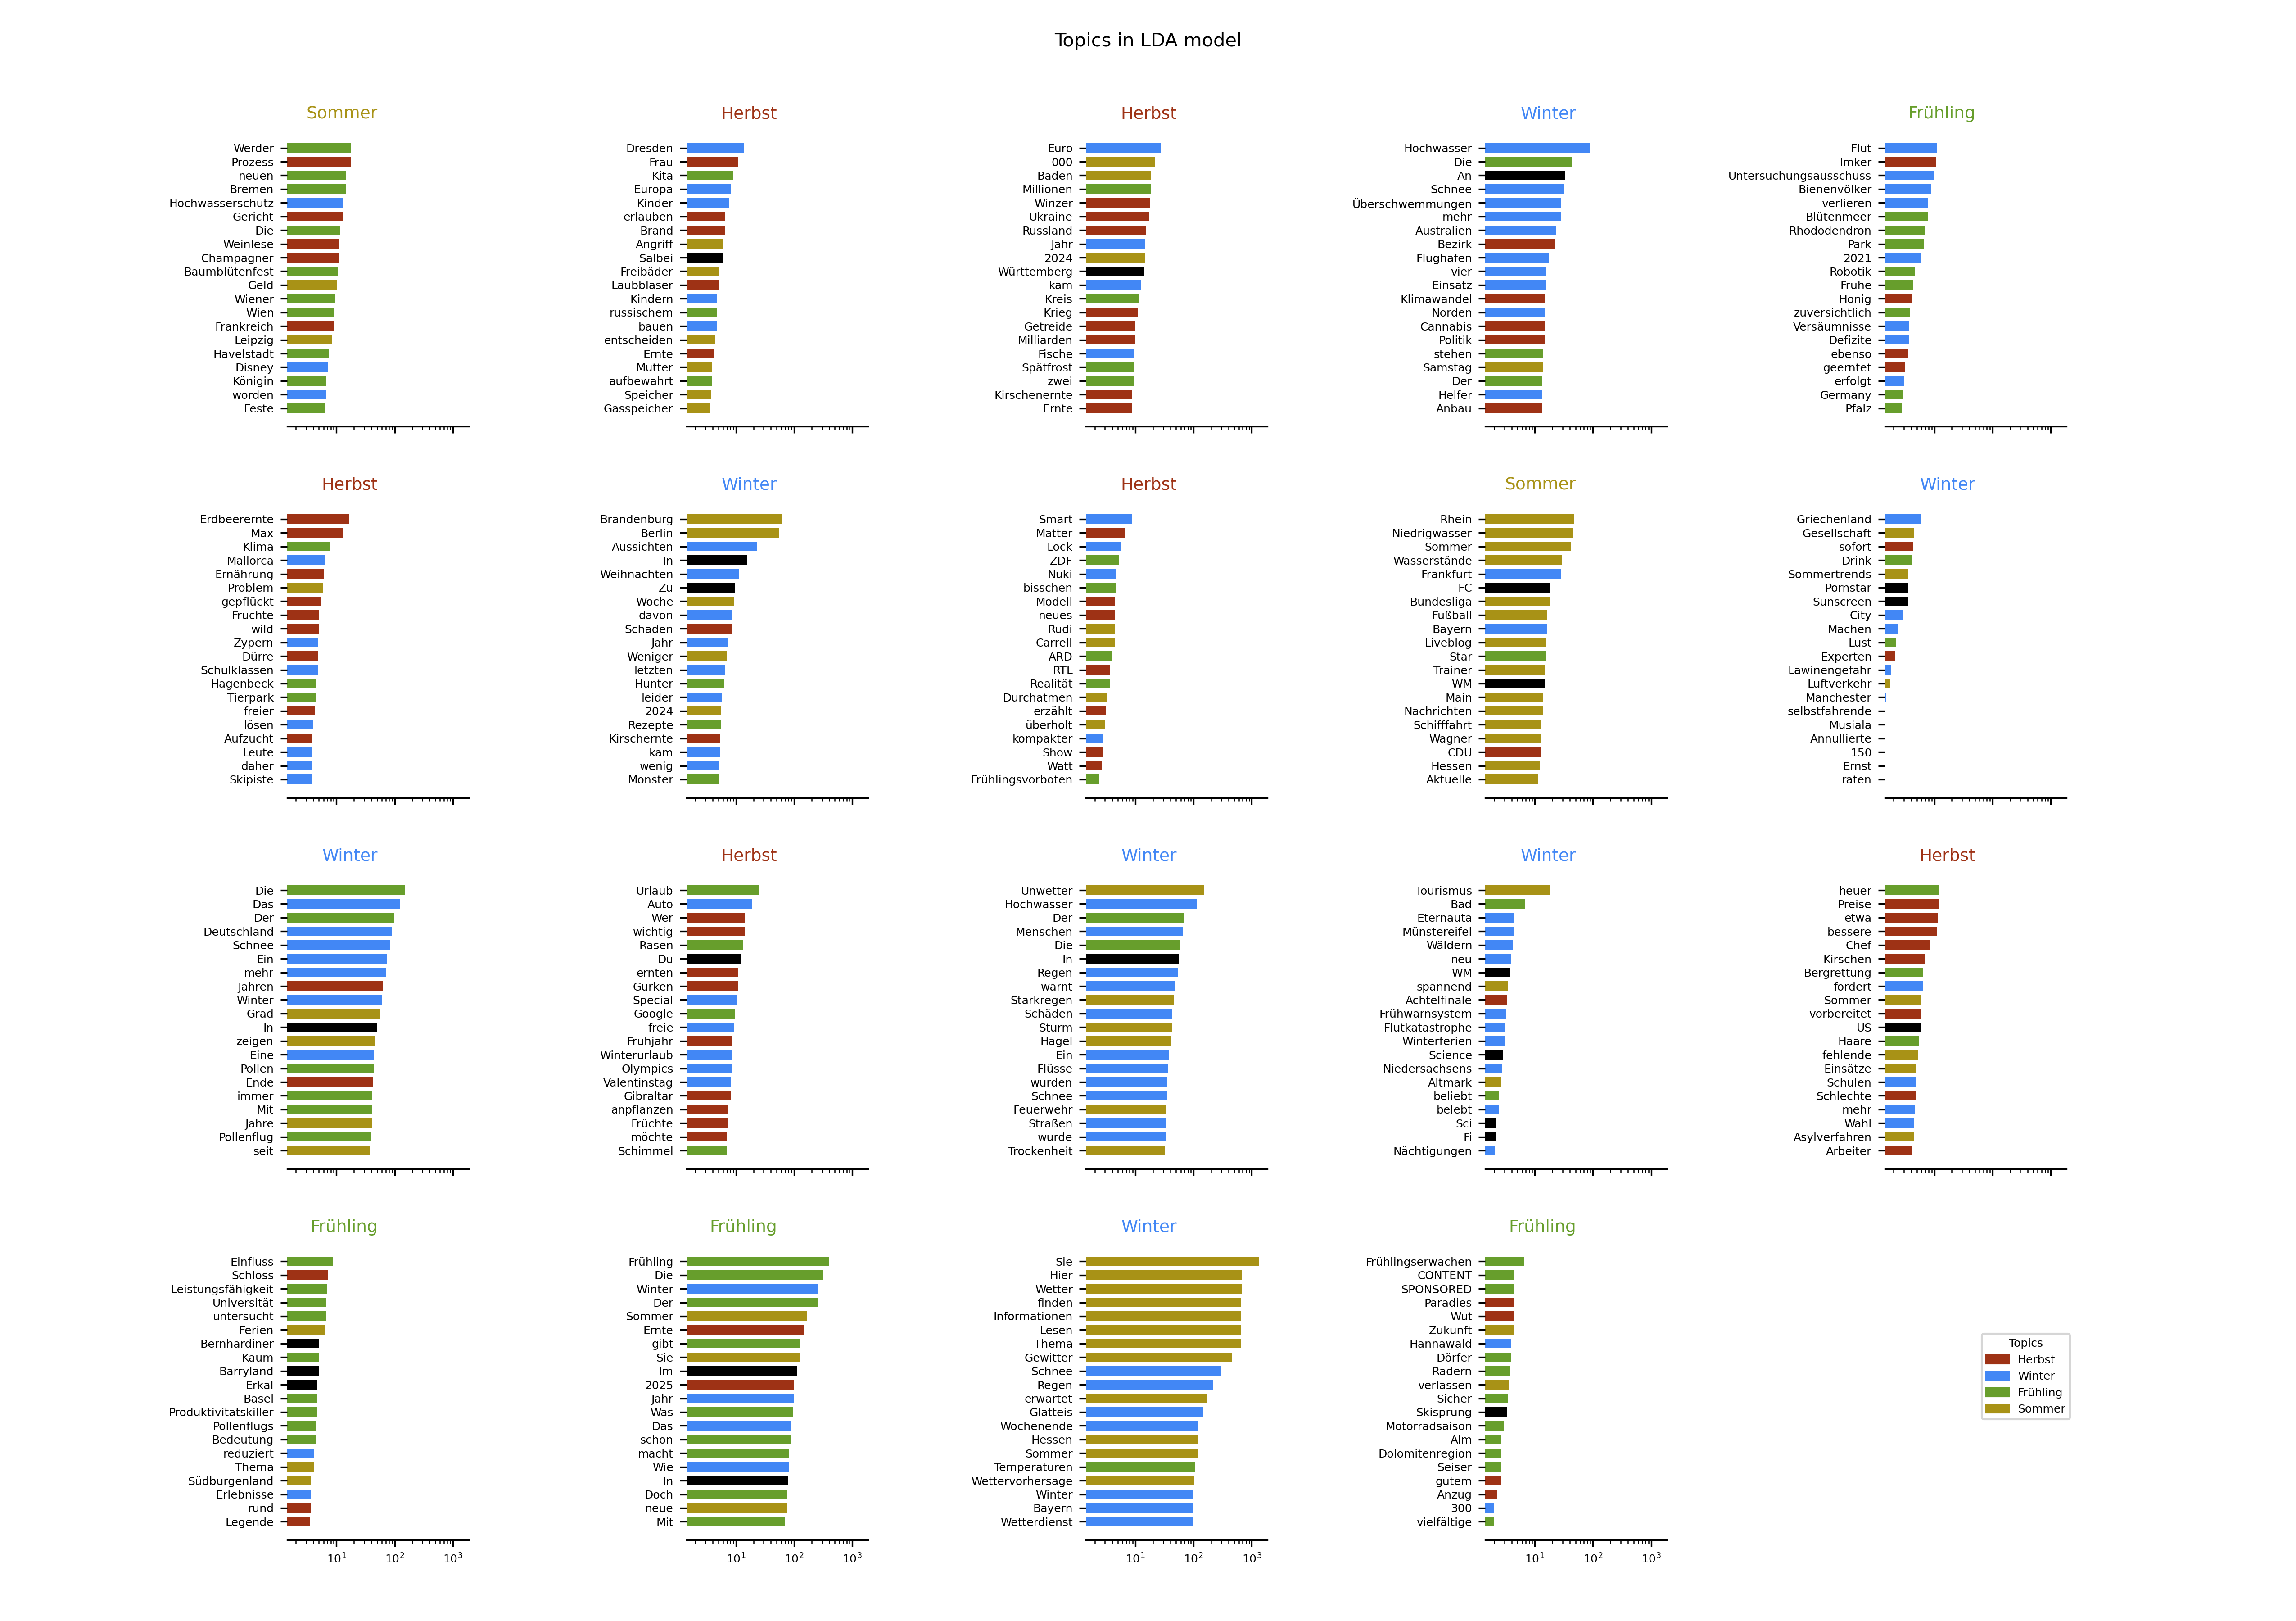 Topics in LDA model
Sommer
Werder
Prozess
neuen
Bremen
Hochwasserschutz
Gericht
Die
Weinlese
Champagner
Baumblütenfest
Geld
Wiener
Wien
Frankreich
Leipzig
Havelstadt
Disney
Königin
worden
Feste
Herbst
Dresden
Frau
Kita
Europa
Kinder
erlauben
Brand
Angriff
Salbei
Freibäder
Laubbläser
Kindern
russischem
bauen
entscheiden
Ernte
Mutter
aufbewahrt
Speicher
Gasspeicher
Herbst
Euro
000
Baden
Millionen
Winzer
Ukraine
Russland
Jahr
2024
Württemberg
kam
Kreis
Krieg
Getreide
Milliarden
Fische
Spätfrost
zwei
Kirschenernte
Ernte
Winter
Hochwasser
Die
An
Schnee
Überschwemmungen
mehr
Australien
Bezirk
Flughafen
vier
Einsatz
Klimawandel
Norden
Cannabis
Politik
stehen
Samstag
Der
Helfer
Anbau
Frühling
Flut
Imker
Untersuchungsausschuss
Bienenvölker
verlieren
Blütenmeer
Rhododendron
Park
2021
Robotik
Frühe
Honig
zuversichtlich
Versäumnisse
Defizite
ebenso
geerntet
erfolgt
Germany
Pfalz
Herbst
Erdbeerernte
Max
Klima
Mallorca
Ernährung
Problem
gepflückt
Früchte
wild
Zypern
Dürre
Schulklassen
Hagenbeck
Tierpark
freier
lösen
Aufzucht
Leute
daher
Skipiste
Winter
Brandenburg
Berlin
Aussichten
In
Weihnachten
Zu
Woche
davon
Schaden
Jahr
Weniger
letzten
Hunter
leider
2024
Rezepte
Kirschernte
kam
wenig
Monster
Herbst
Smart
Matter
Lock
ZDF
Nuki
bisschen
Modell
neues
Rudi
Carrell
ARD
RTL
Realität
Durchatmen
erzählt
überholt
kompakter
Show
Watt
Frühlingsvorboten
Sommer
Rhein
Niedrigwasser
Sommer
Wasserstände
Frankfurt
FC
Bundesliga
Fußball
Bayern
Liveblog
Star
Trainer
WM
Main
Nachrichten
Schifffahrt
Wagner
CDU
Hessen
Aktuelle
Winter
Griechenland
Gesellschaft
sofort
Drink
Sommertrends
Pornstar
Sunscreen
City
Machen
Lust
Experten
Lawinengefahr
Luftverkehr
Manchester
selbstfahrende
Musiala
Annullierte
150
Ernst
raten
Winter
Die
Das
Der
Deutschland
Schnee
Ein
mehr
Jahren
Winter
Grad
In
zeigen
Eine
Pollen
Ende
immer
Mit
Jahre
Pollenflug
seit
Herbst
Urlaub
Auto
Wer
wichtig
Rasen
Du
ernten
Gurken
Special
Google
freie
Frühjahr
Winterurlaub
Olympics
Valentinstag
Gibraltar
anpflanzen
Früchte
möchte
Schimmel
Winter
Unwetter
Hochwasser
Der
Menschen
Die
In
Regen
warnt
Starkregen
Schäden
Sturm
Hagel
Ein
Flüsse
wurden
Schnee
Feuerwehr
Straßen
wurde
Trockenheit
Winter
Tourismus
Bad
Eternauta
Münstereifel
Wäldern
neu
WM
spannend
Achtelfinale
Frühwarnsystem
Flutkatastrophe
Winterferien
Science
Niedersachsens
Altmark
beliebt
belebt
Sci
Fi
Nächtigungen
Herbst
heuer
Preise
etwa
bessere
Chef
Kirschen
Bergrettung
fordert
Sommer
vorbereitet
US
Haare
fehlende
Einsätze
Schulen
Schlechte
mehr
Wahl
Asylverfahren
Arbeiter
Frühling
Einfluss
Schloss
Leistungsfähigkeit
Universität
untersucht
Ferien
Bernhardiner
Kaum
Barryland
Erkäl
Basel
Produktivitätskiller
Pollenflugs
Bedeutung
reduziert
Thema
Südburgenland
Erlebnisse
rund
Legende
10¹ 10² 10³
Frühling
Frühling
Die
Winter
Der
Sommer
Ernte
gibt
Sie
Im
2025
Jahr
Was
Das
schon
macht
Wie
In
Doch
neue
Mit
10¹ 10² 10³
Winter
Sie
Hier
Wetter
finden
Informationen
Lesen
Thema
Gewitter
Schnee
Regen
erwartet
Glatteis
Wochenende
Hessen
Sommer
Temperaturen
Wettervorhersage
Winter
Bayern
Wetterdienst
10¹ 10² 10³
Frühling
Frühlingserwachen
CONTENT
SPONSORED
Paradies
Wut
Zukunft
Hannawald
Dörfer
Rädern
verlassen
Sicher
Skisprung
Motorradsaison
Alm
Dolomitenregion
Seiser
gutem
Anzug
300
vielfältige
10¹ 10² 10³
Topics
Herbst
Winter
Frühling
Sommer